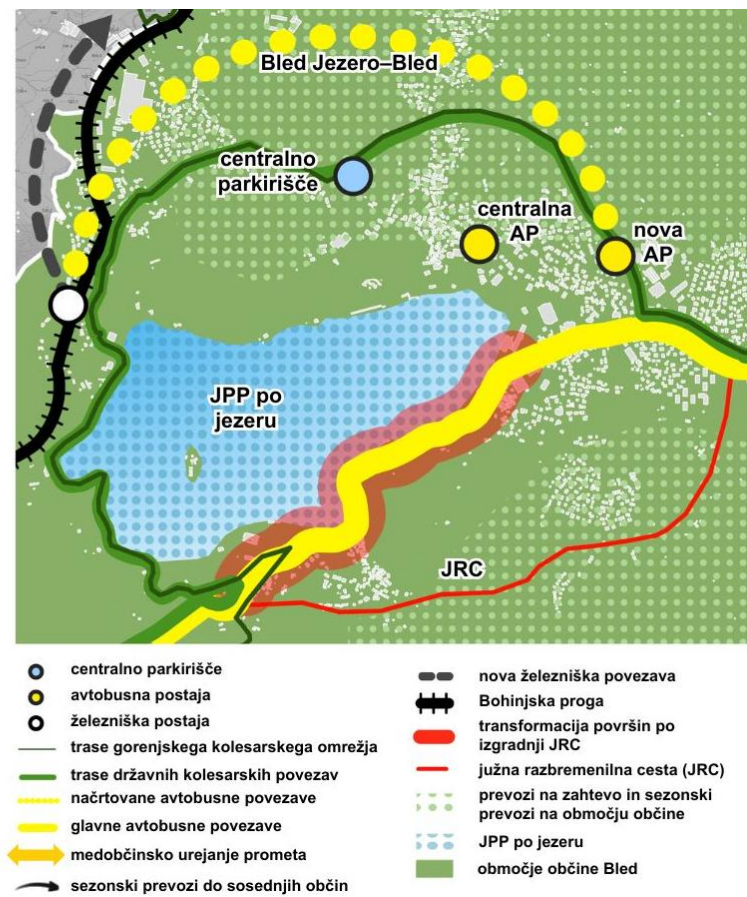 Bled Jezero–Bled
centralno
parkirišče
centralna
AP
nova
AP
JPP po
jezeru
JRC
centralno parkirišče
avtobusna postaja
železniška postaja
trase gorenjskega kolesarskega omrežja
trase državnih kolesarskih povezav
načrtovane avtobusne povezave
glavne avtobusne povezave
medobčinsko urejanje prometa
sezonski prevozi do sosednjih občin
nova železniška povezava
Bohinjska proga
transformacija površin po
izgradnji JRC
južna razbremenilna cesta (JRC)
prevozi na zahtevo in sezonski
prevozi na območju občine
JPP po jezeru
območje občine Bled